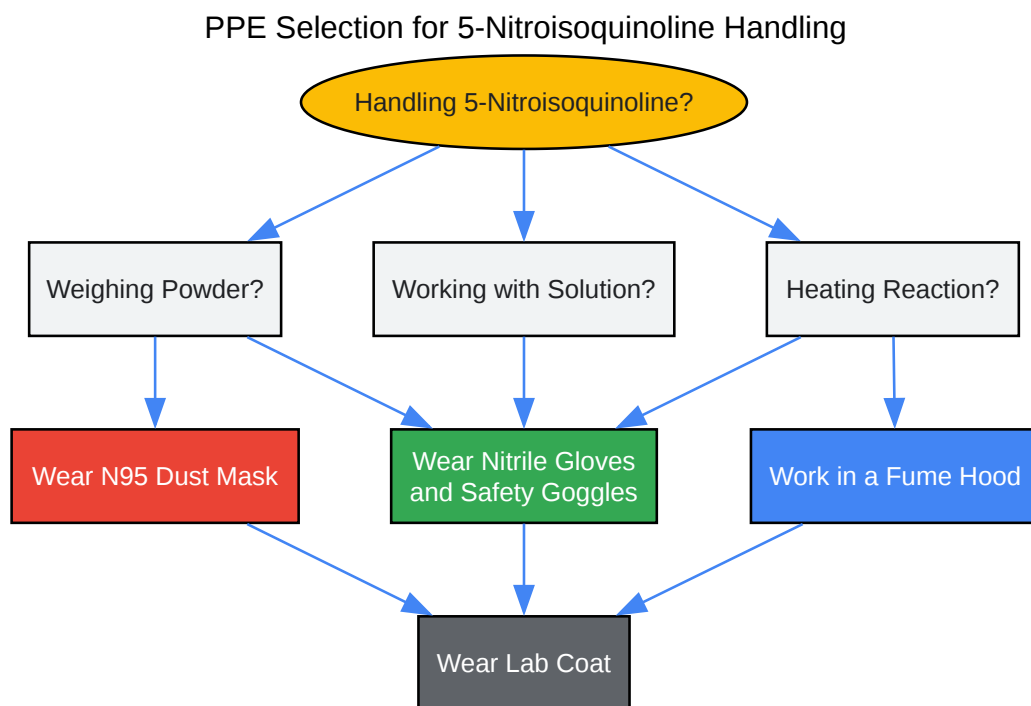 PPE Selection for 5-Nitroisoquinoline Handling
Handling 5-Nitroisoquinoline?
Weighing Powder?
Working with Solution?
Heating Reaction?
Wear N95 Dust Mask
Wear Nitrile Gloves
and Safety Goggles
Work in a Fume Hood
Wear Lab Coat